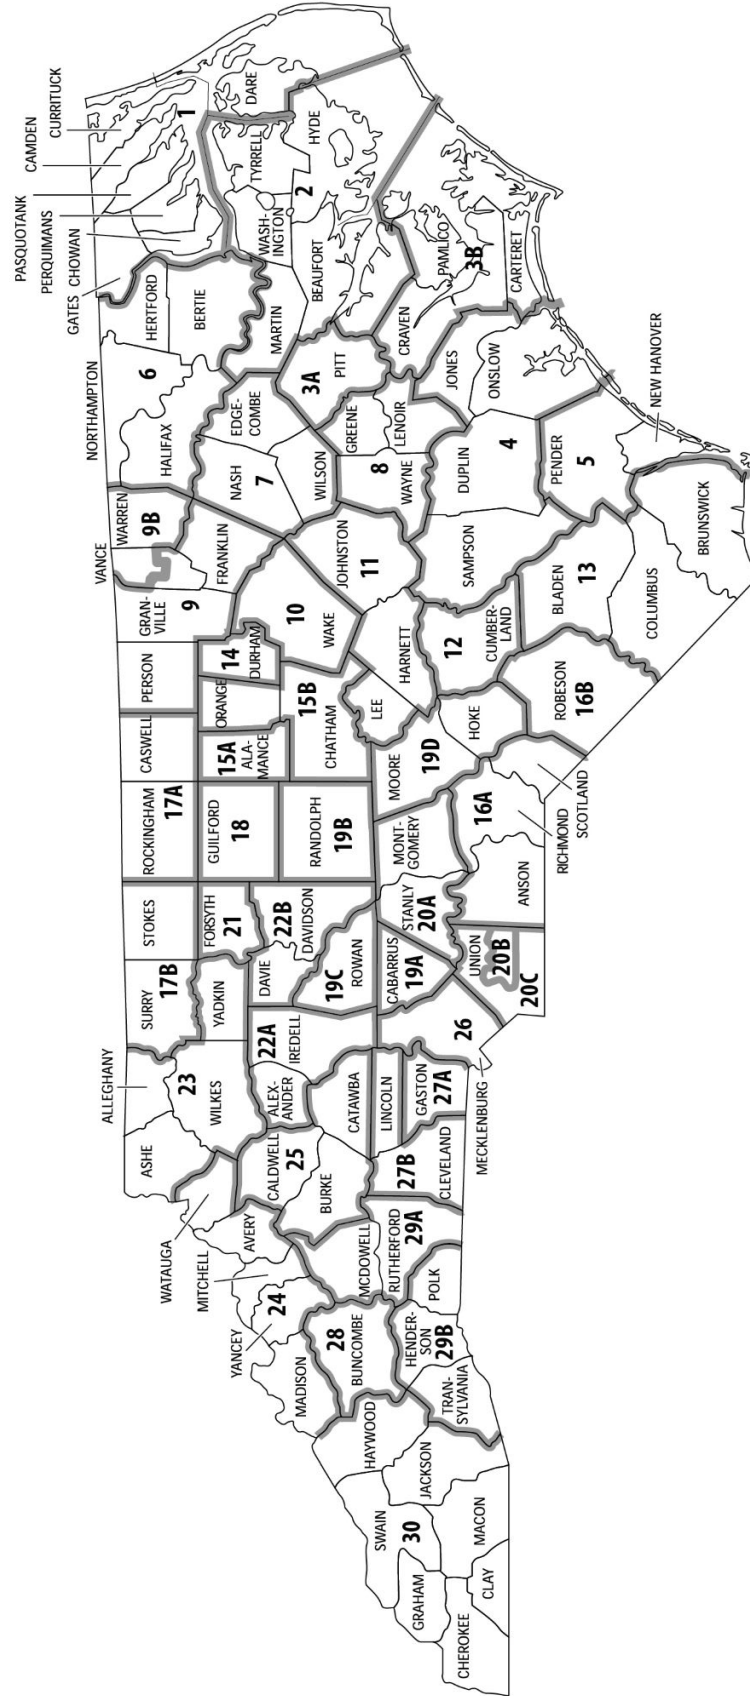 CHEROKEE
GRAHAM
CLAY
SWAIN
30
MACON
JACKSON
HAYWOOD
TRAN-
SYLVANIA
MADISON
BUNCOMBE
28
HENDER-
SON
29B
YANCEY
24
MITCHELL
WATAUGA
AVERY
MCDOWELL
RUTHERFORD
29A
POLK
ASHE
ALLEGHANY
CALDWELL
25
BURKE
27B
CLEVELAND
WILKES
23
ALEX-
ANDER
CATAWBA
LINCOLN
GASTON
27A
MECKLENBURG
26
SURRY
17B
YADKIN
22A
IREDELL
DAVIE
19C
ROWAN
CABARRUS
19A
STOKES
FORSYTH
21
22B
DAVIDSON
STANLY
20A
UNION
20B
20C
ROCKINGHAM
17A
GUILFORD
18
RANDOLPH
19B
MONT-
GOMERY
ANSON
RICHMOND
16A
SCOTLAND
CASWELL
15A
ALA-
MANCE
ORANGE
15B
CHATHAM
MOORE
19D
LEE
HOKE
PERSON
14
DURHAM
GRAN-
VILLE
9
VANCE
WARREN
9B
FRANKLIN
10
WAKE
HARNETT
12
CUMBER-
LAND
ROBESON
16B
JOHNSTON
11
SAMPSON
BLADEN
13
COLUMBUS
BRUNSWICK
NORTHAMPTON
HALIFAX
6
NASH
7
EDGE-
COMBE
WILSON
WAYNE
8
GREENE
LENOIR
DUPLIN
4
PENDER
5
NEW HANOVER
HERTFORD
BERTIE
MARTIN
3A
PITT
JONES
ONSLOW
CRAVEN
PAMLICO
3B
CARTERET
GATES
CHOWAN
PERQUIMANS
PASQUOTANK
CAMDEN
CURRITUCK
1
WASH-
INGTON
TYRRELL
DARE
2
HYDE
BEAUFORT